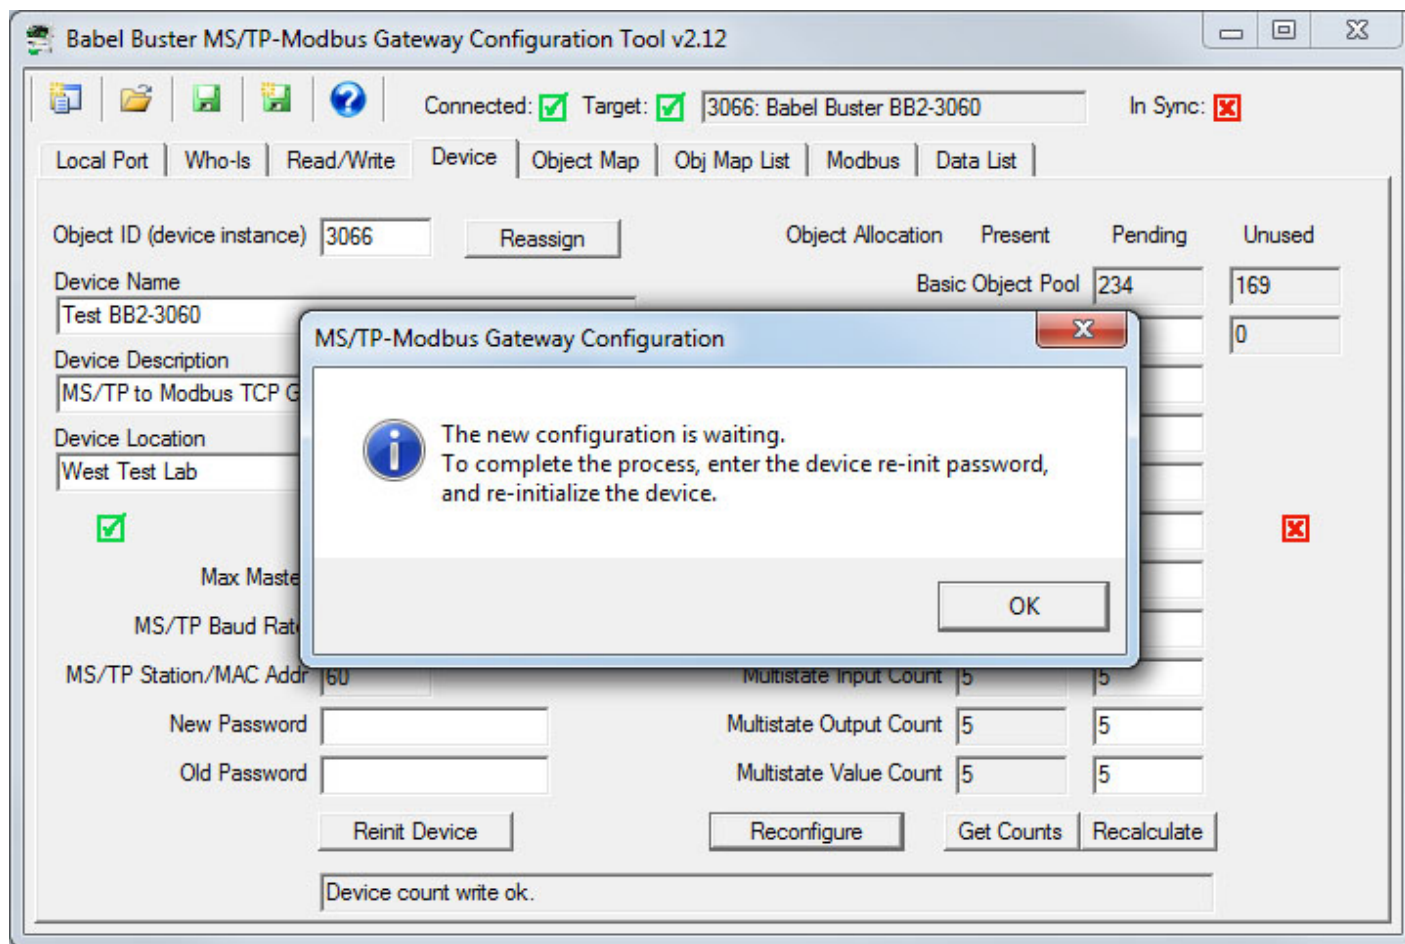 Babel Buster MS/TP-Modbus Gateway Configuration Tool v2.12
Connected: Target: 3066: Babel Buster BB2-3060 In Sync:
Local Port Who-Is Read/Write Device Object Map Obj Map List Modbus Data List
Object ID (device instance) 3066 Reassign Object Allocation Present Pending Unused
Device Name Basic Object Pool 234 169
Test BB2-3060 0
MS/TP-Modbus Gateway Configuration
Device Description
MS/TP to Modbus TCP G
The new configuration is waiting.
Device Location
To complete the process, enter the device re-init password,
West Test Lab
and re-initialize the device.
Max Maste
OK
MS/TP Baud Rat
MS/TP Station/MAC Addr 60 Multistate Input Count 5 5
New Password Multistate Output Count 5 5
Old Password Multistate Value Count 5 5
Reinit Device Reconfigure Get Counts Recalculate
Device count write ok.